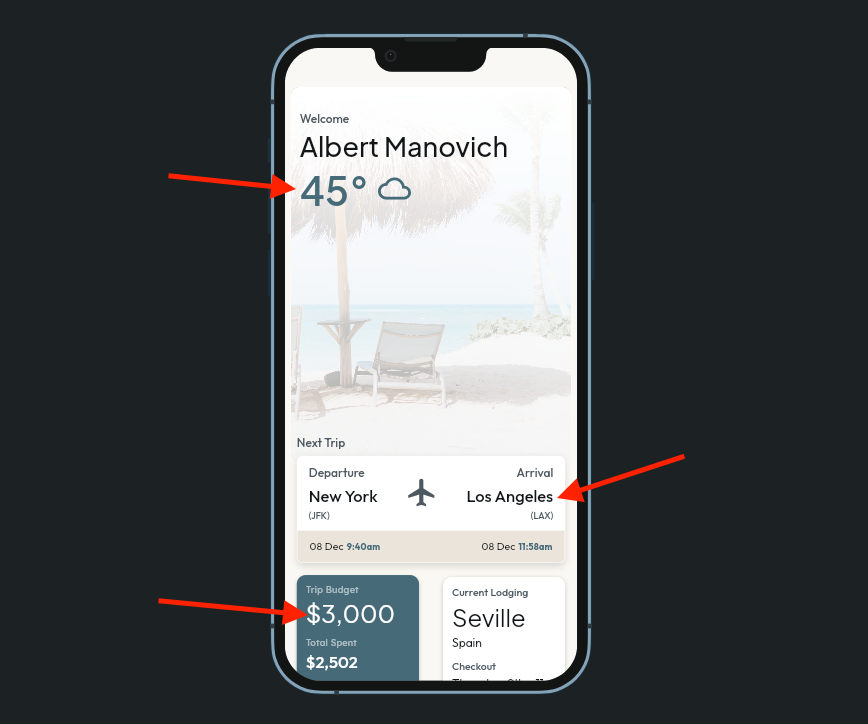 Welcome
Albert Manovich
45°
Next Trip
Departure
Arrival
New York
Los Angeles
(JFK)
(LAX)
08 Dec 9:40am
08 Dec 11:58am
Trip Budget
$3,000
Total Spent
$2,502
Current Lodging
Seville
Spain
Checkout